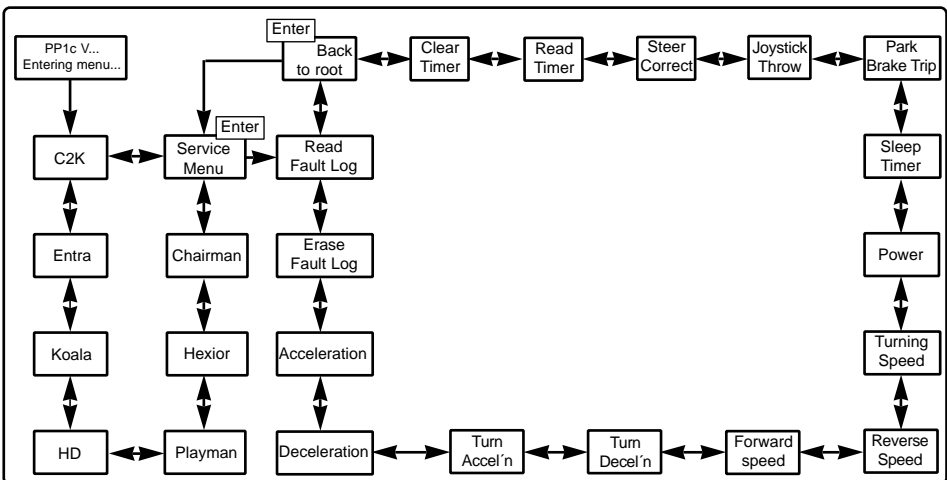 PP1c V...
Entering menu...
Enter
Back
to root
Clear
Timer
Read
Timer
Steer
Correct
Joystick
Throw
Park
Brake Trip
C2K
Enter
Service
Menu
Read
Fault Log
Sleep
Timer
Entra
Chairman
Erase
Fault Log
Power
Koala
Hexior
Acceleration
Turning
Speed
HD
Playman
Deceleration
Turn
Accel´n
Turn
Decel´n
Forward
speed
Reverse
Speed